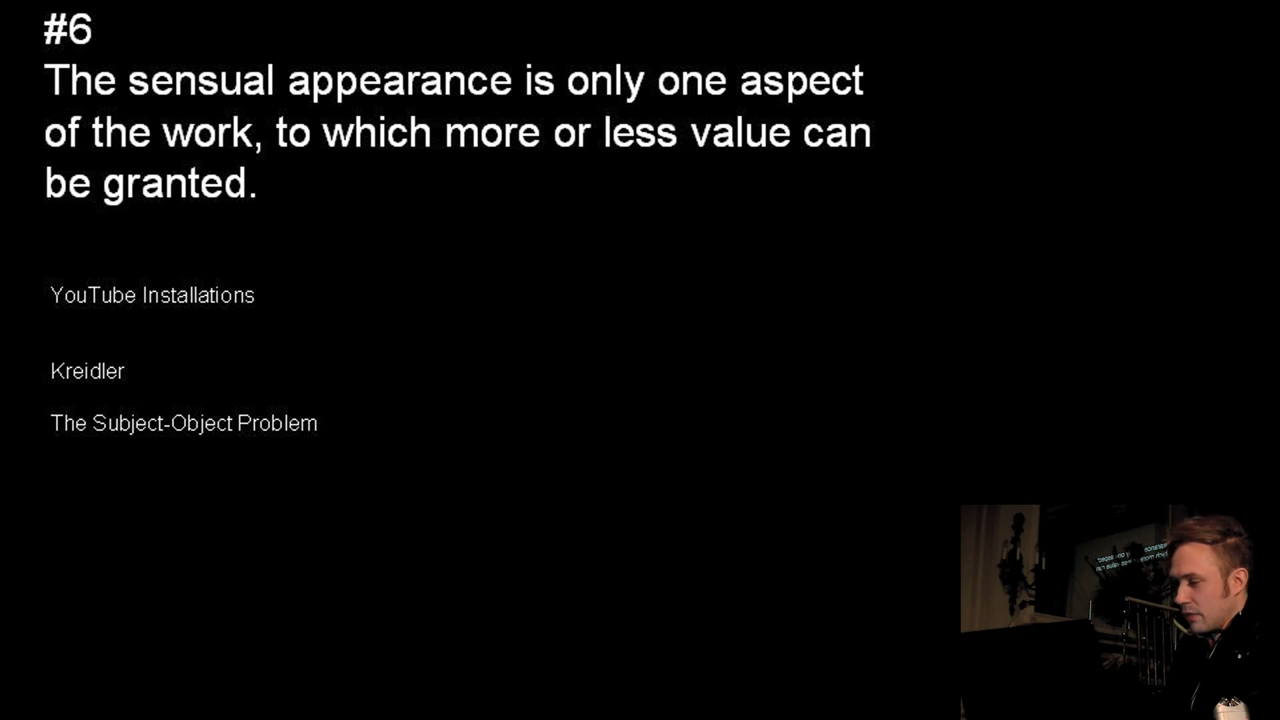 #6
The sensual appearance is only one aspect
of the work, to which more or less value can
be granted.
YouTube Installations
Kreidler
The Subject-Object Problem